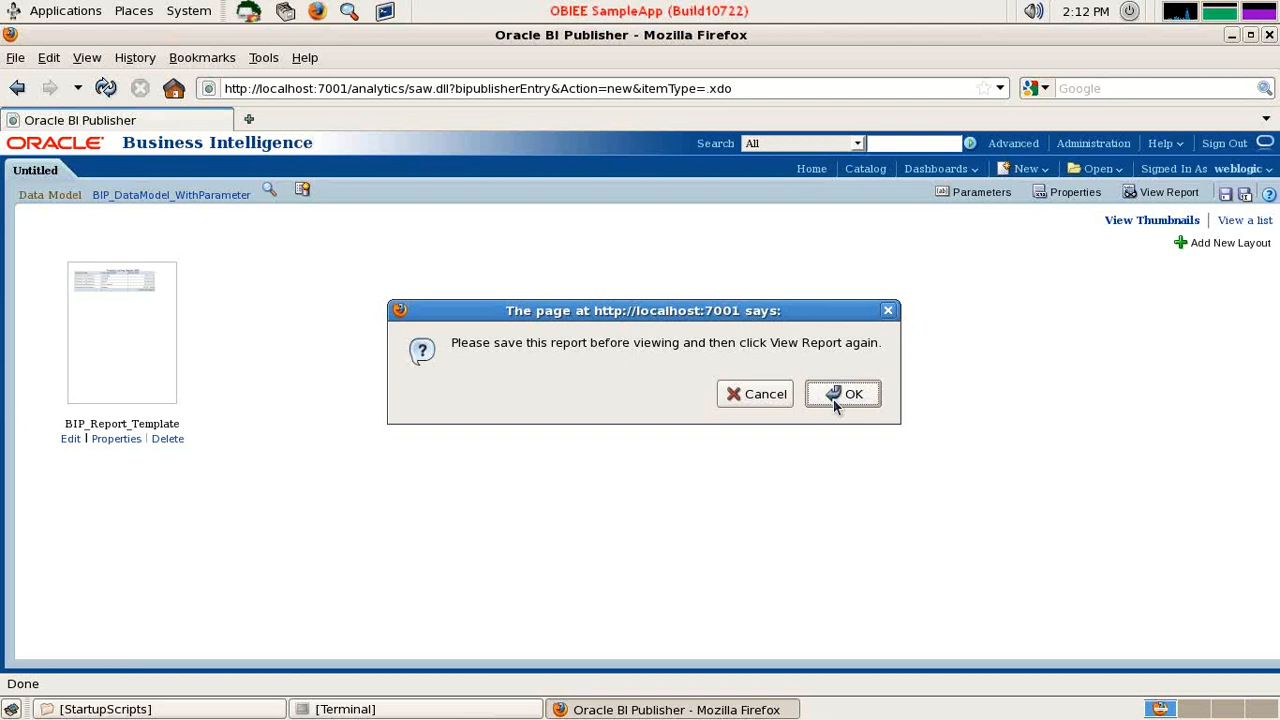 Applications Places System OBIEE SampleApp (Build10722) 2:12 PM
Oracle BI Publisher - Mozilla Firefox
File Edit View History Bookmarks Tools Help
http://localhost:7001/analytics/saw.dll?bipublisherEntry&Action=new&itemType=.xdo Google
Oracle BI Publisher
ORACLE Business Intelligence Search All Advanced Administration Help Sign Out
Untitled Home Catalog Dashboards New Open Signed In As weblogic
Data Model BIP_DataModel_WithParameter Parameters Properties View Report
View Thumbnails | View a list
Add New Layout
The page at http://localhost:7001 says:
Please save this report before viewing and then click View Report again.
Cancel OK
BIP_Report_Template
Edit | Properties | Delete
Done
[StartupScripts] [Terminal] Oracle BI Publisher - Mozilla Firefox